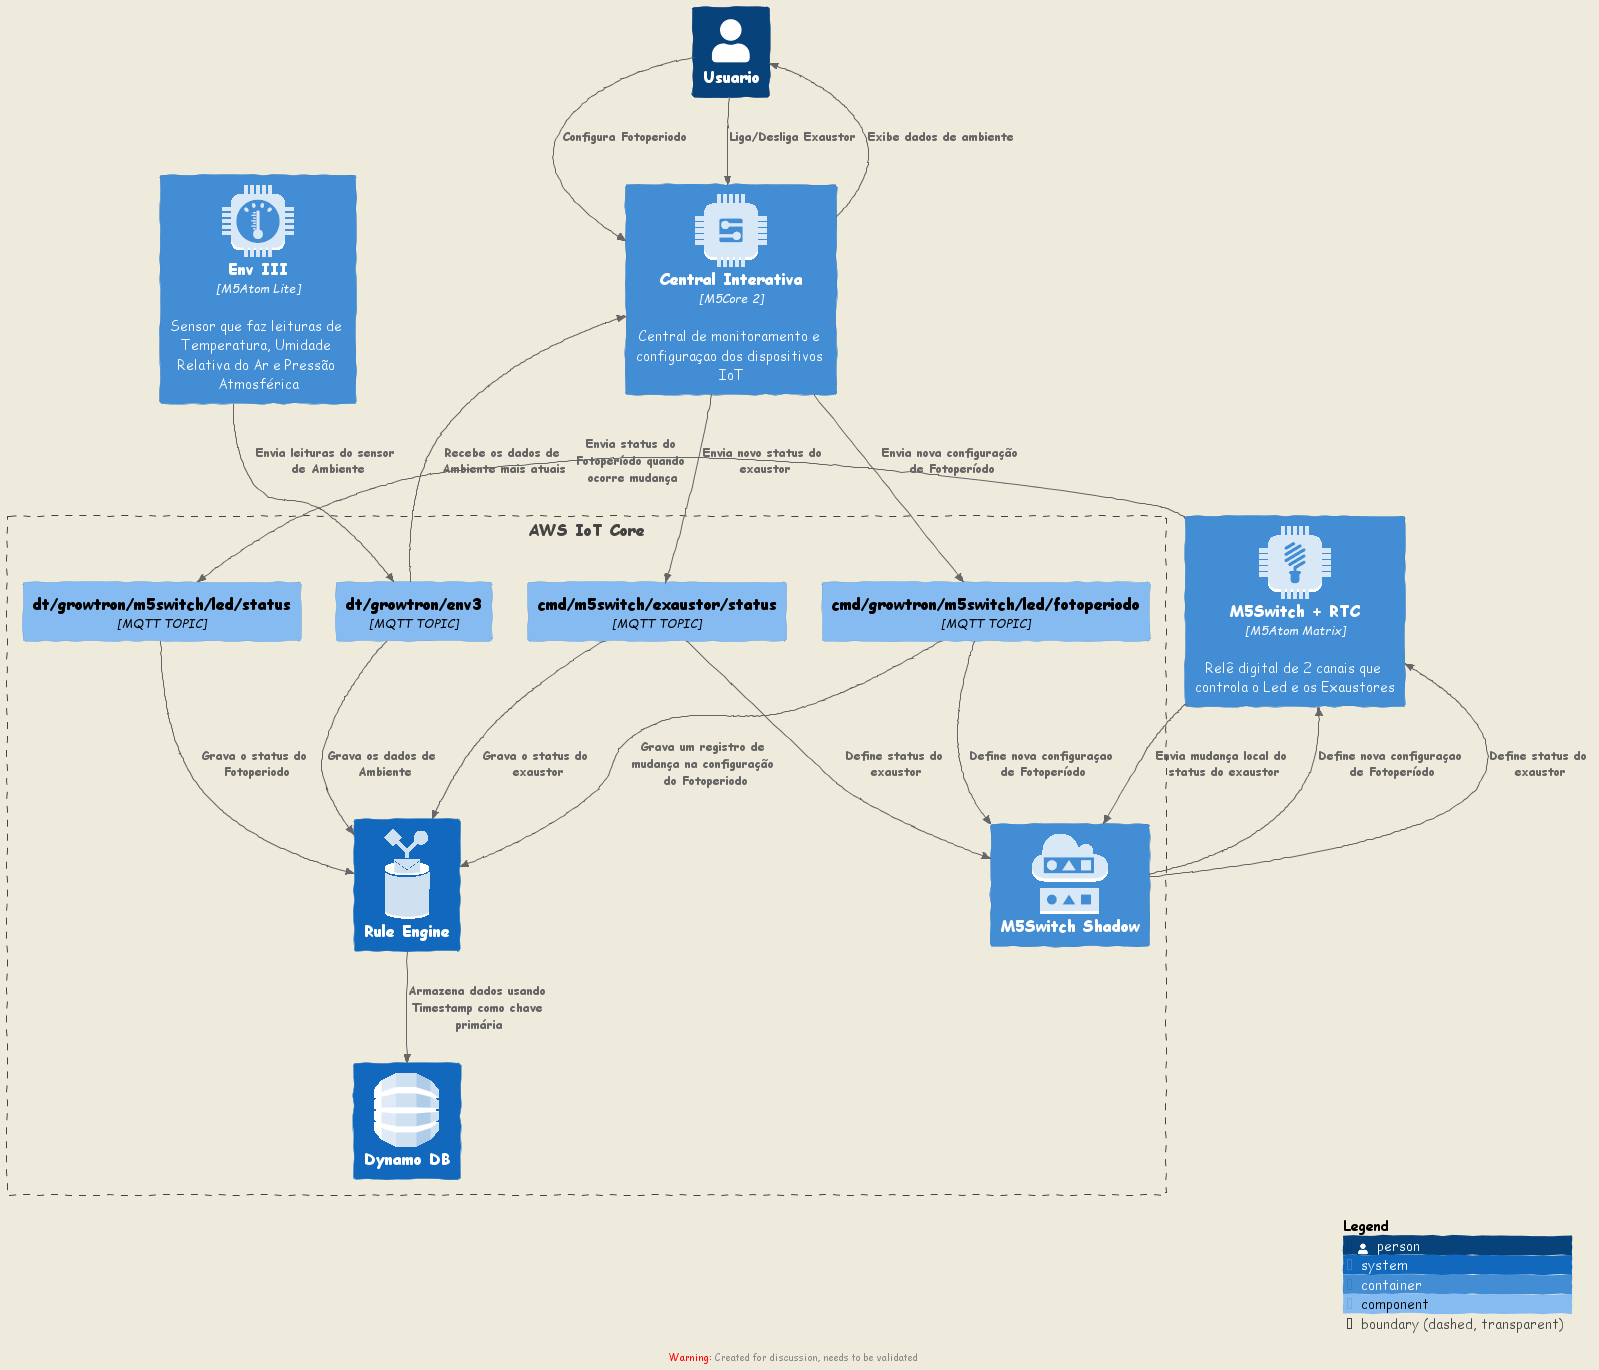 Usuario
Configura Fotoperiodo
Liga/Desliga Exaustor
Exibe dados de ambiente
Env III
[M5Atom Lite]
Sensor que faz leituras de
Temperatura, Umidade
Relativa do Ar e Pressão
Atmosférica
Central Interativa
[M5Core 2]
Central de monitoramento e
configuraçao dos dispositivos
IoT
Envia leituras do sensor
de Ambiente
Recebe os dados de
Ambiente mais atuais
Envia status do
Fotoperíodo quando
ocorre mudança
Envia novo status do
exaustor
Envia nova configuração
de Fotoperíodo
AWS IoT Core
dt/growtron/m5switch/led/status
[MQTT TOPIC]
dt/growtron/env3
[MQTT TOPIC]
cmd/m5switch/exaustor/status
[MQTT TOPIC]
cmd/growtron/m5switch/led/fotoperiodo
[MQTT TOPIC]
M5Switch + RTC
[M5Atom Matrix]
Relê digital de 2 canais que
controla o Led e os Exaustores
Grava o status do
Fotoperiodo
Grava os dados de
Ambiente
Grava o status do
exaustor
Grava um registro de
mudança na configuração
do Fotoperiodo
Define status do
exaustor
Define nova configuraçao
de Fotoperíodo
Envia mudança local do
status do exaustor
Define nova configuraçao
de Fotoperíodo
Define status do
exaustor
Rule Engine
M5Switch Shadow
Armazena dados usando
Timestamp como chave
primária
Dynamo DB
Legend
person
system
container
component
boundary (dashed, transparent)
Warning: Created for discussion, needs to be validated